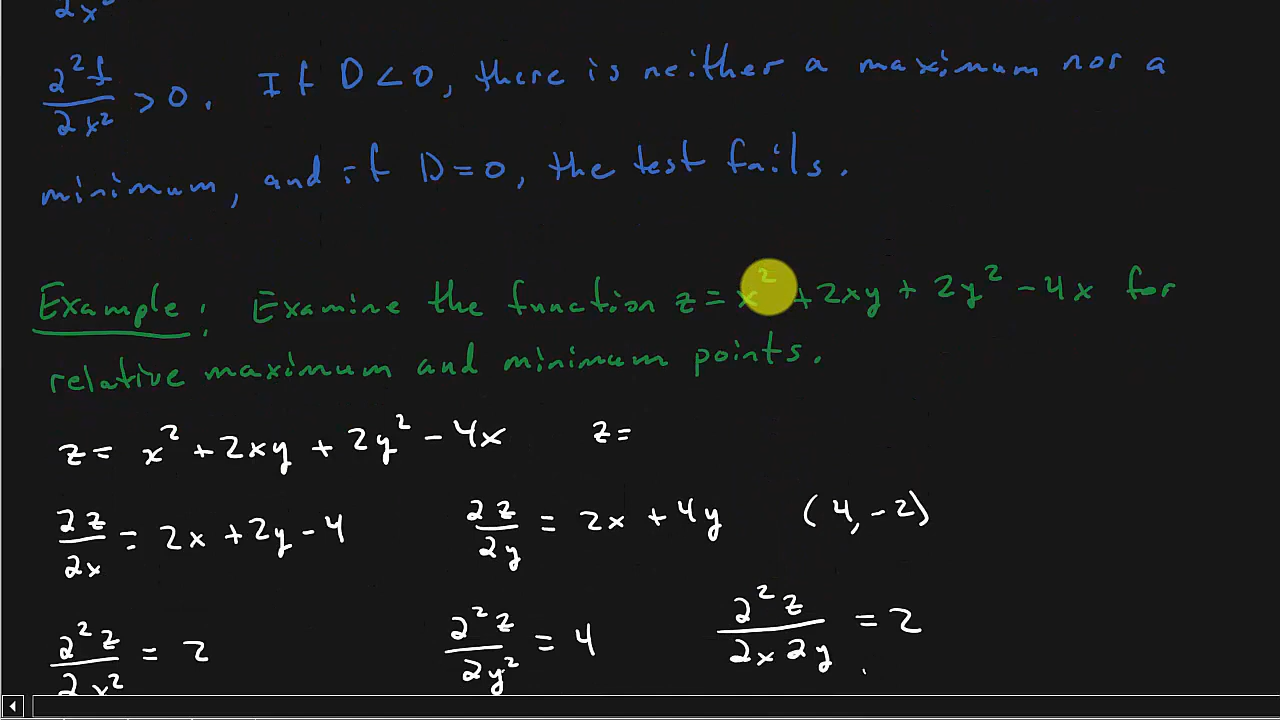 ∂x²
∂²f/∂x² > 0. If D < 0, there is neither a maximum nor a
minimum, and if D = 0, the test fails.
Example: Examine the function z = x² + 2xy + 2y² - 4x for
relative maximum and minimum points.
z = x² + 2xy + 2y² - 4x z =
∂z/∂x = 2x + 2y - 4 ∂z/∂y = 2x + 4y (4, -2)
∂²z/∂x² = 2 ∂²z/∂y² = 4 ∂²z/∂x∂y = 2